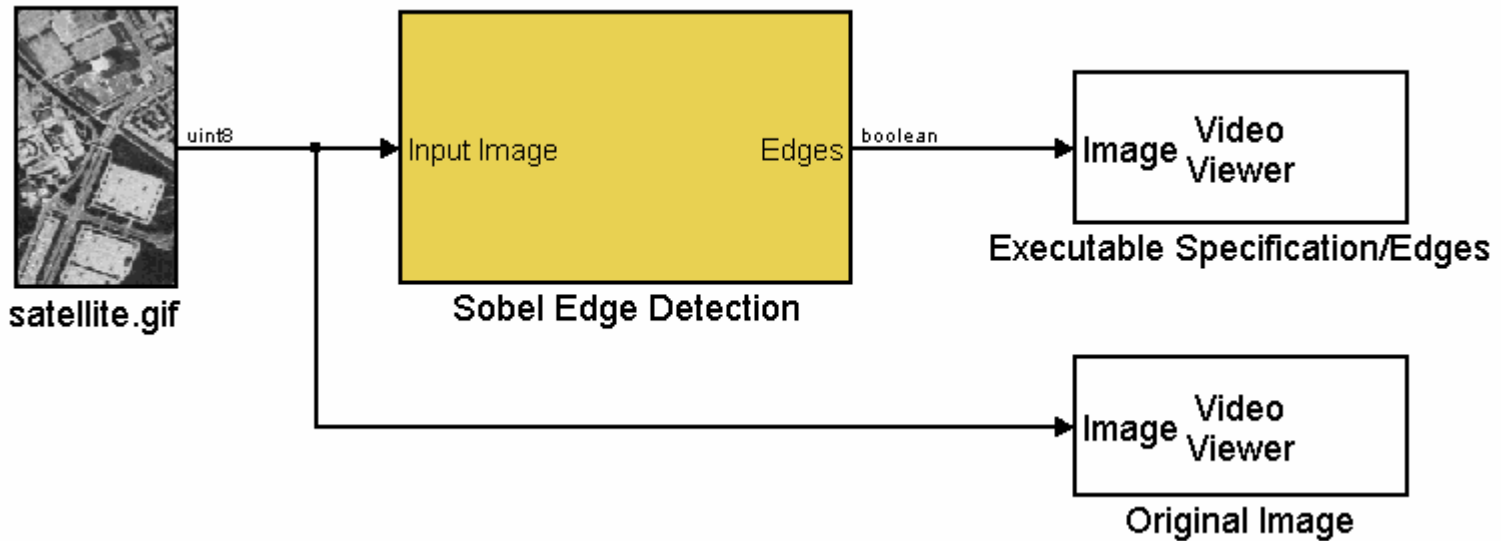 uint8
satellite.gif
Input Image
Edges
Sobel Edge Detection
boolean
Image
Video
Viewer
Executable Specification/Edges
Image
Video
Viewer
Original Image